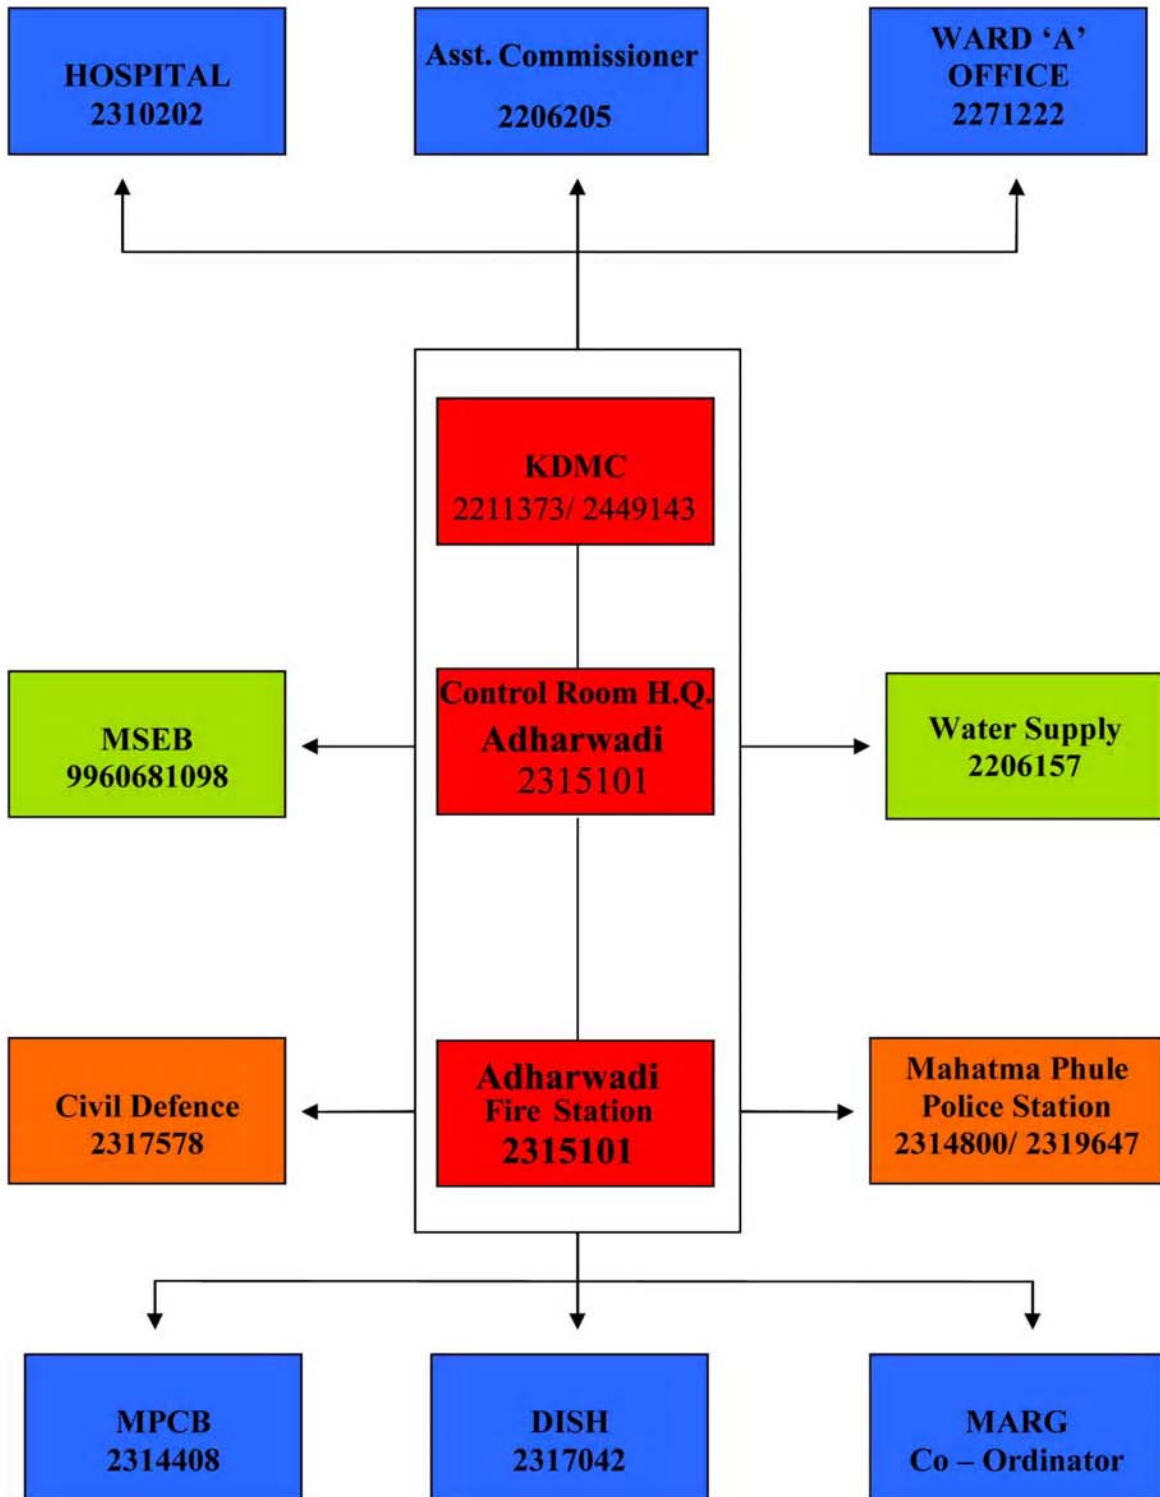 HOSPITAL
2310202
Asst. Commissioner
2206205
WARD ‘A’
OFFICE
2271222
KDMC
2211373/ 2449143
MSEB
9960681098
Control Room H.Q.
Adharwadi
2315101
Water Supply
2206157
Civil Defence
2317578
Adharwadi
Fire Station
2315101
Mahatma Phule
Police Station
2314800/ 2319647
MPCB
2314408
DISH
2317042
MARG
Co – Ordinator